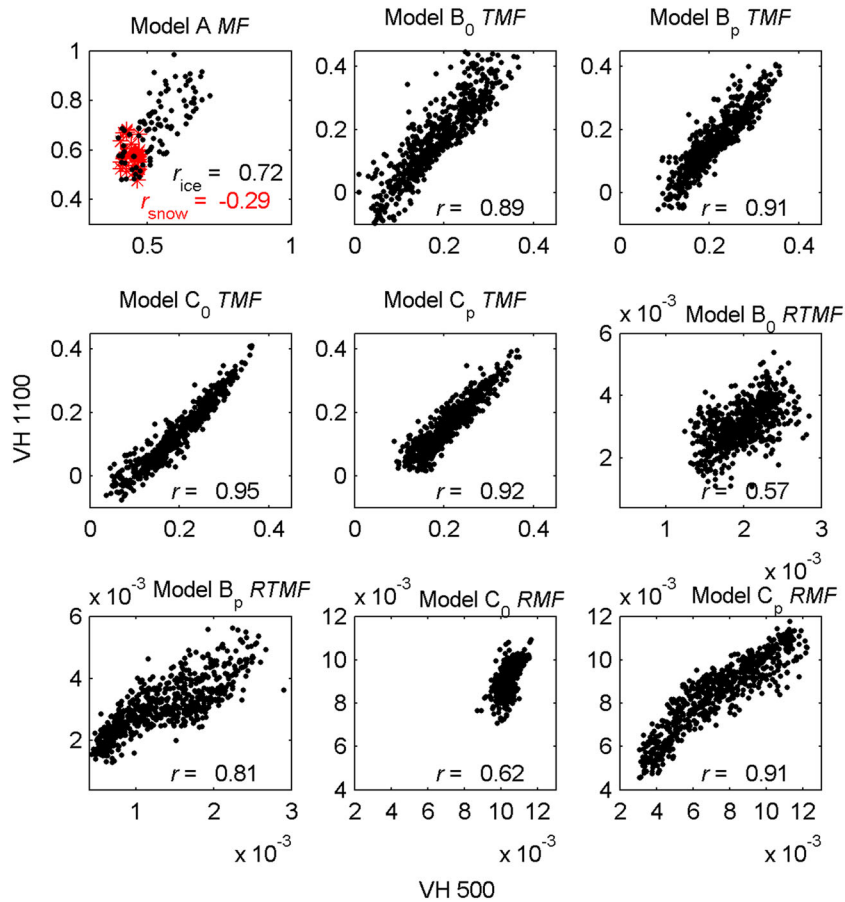 Model A MF
Model B0 TMF
Model Bp TMF
1
0.8
0.6
0.4
rice = 0.72
rsnow = -0.29
0.5
1
0.4
0.2
0
r = 0.89
0
0.2
0.4
0.4
0.2
0
r = 0.91
0
0.2
0.4
Model C0 TMF
Model Cp TMF
x 10-3 Model B0 RTMF
0.4
0.2
0
r = 0.95
0
0.2
0.4
0.4
0.2
0
r = 0.92
0
0.2
0.4
6
4
2
r = 0.57
1
2
3
x 10-3
VH 1100
x 10-3 Model Bp RTMF
x 10-3 Model C0 RMF
x 10-3 Model Cp RMF
6
4
2
r = 0.81
1
2
3
x 10-3
12
10
8
6
4
r = 0.62
2
4
6
8
10
12
x 10-3
12
10
8
6
4
r = 0.91
2
4
6
8
10
12
x 10-3
VH 500